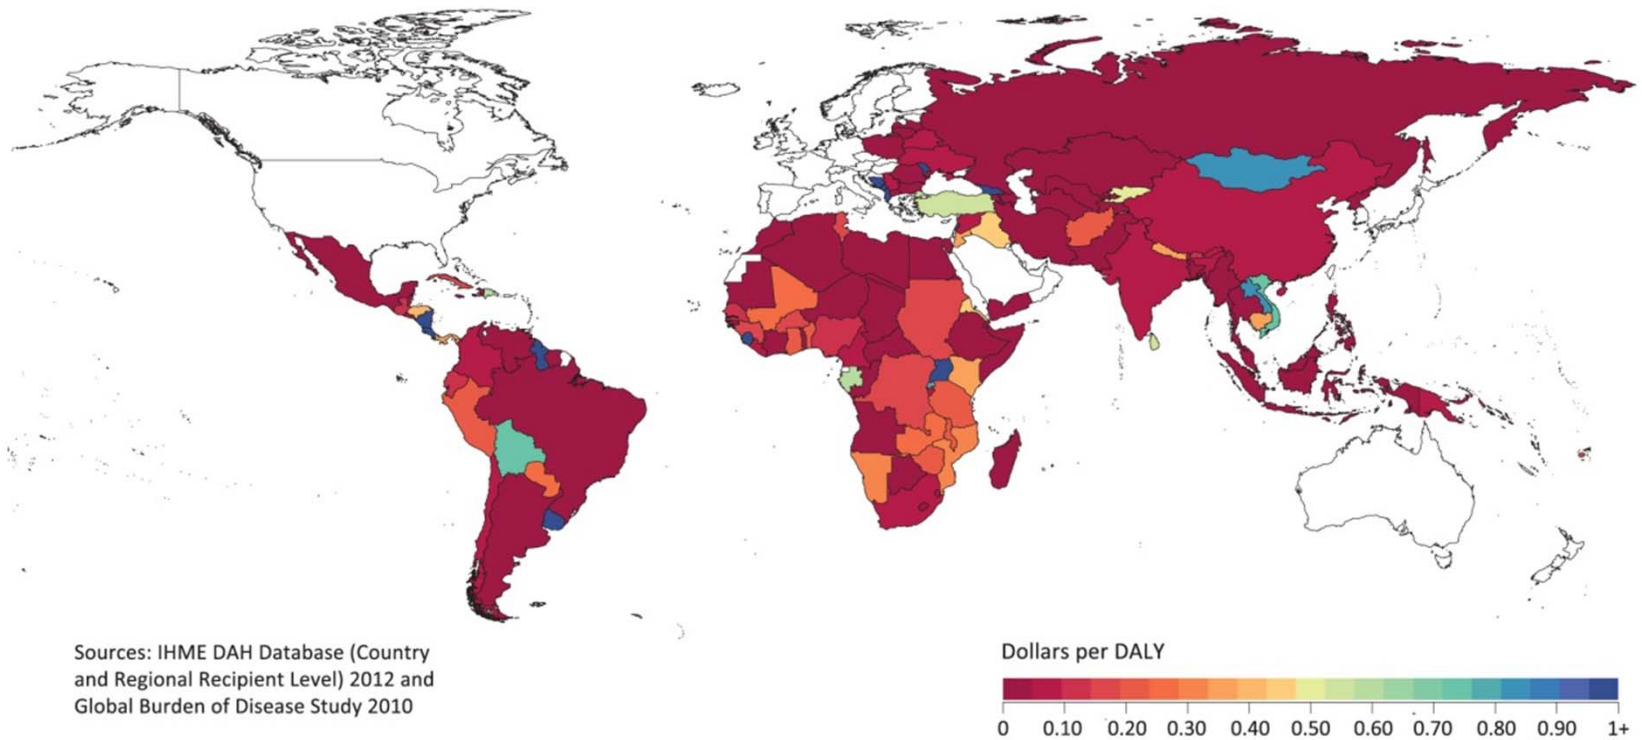 Sources: IHME DAH Database (Country
and Regional Recipient Level) 2012 and
Global Burden of Disease Study 2010
Dollars per DALY
0 0.10 0.20 0.30 0.40 0.50 0.60 0.70 0.80 0.90 1+